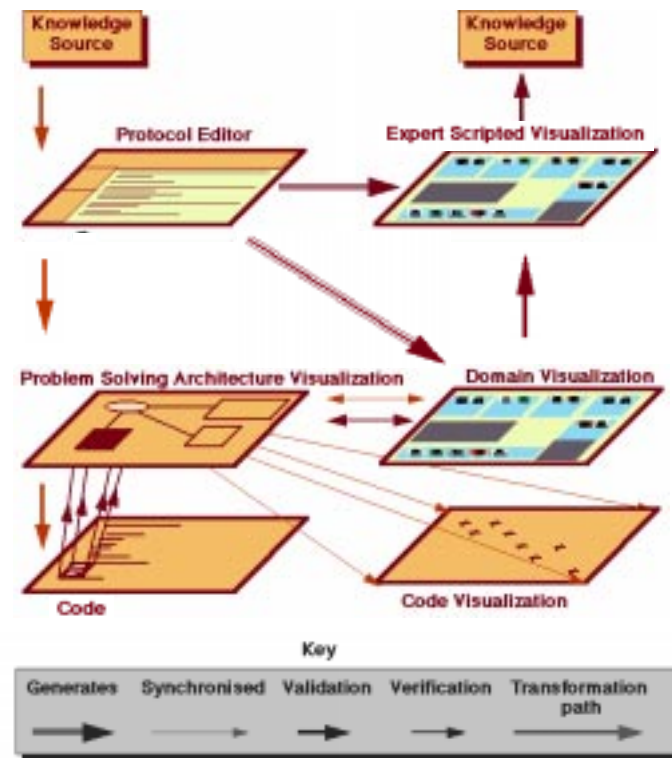 Knowledge
Source
Knowledge
Source
Protocol Editor
Expert Scripted Visualization
Problem Solving Architecture Visualization
Domain Visualization
Code
Code Visualization
Key
Generates
Synchronised
Validation
Verification
Transformation
path